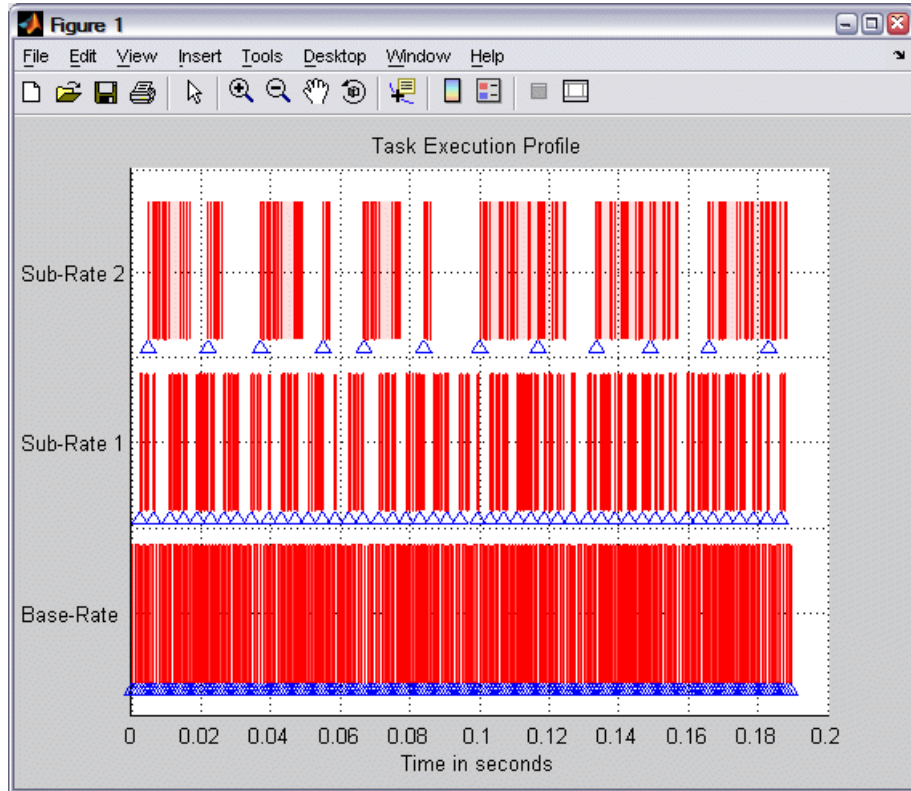 Figure 1
File Edit View Insert Tools Desktop Window Help
Task Execution Profile
Sub-Rate 2
Sub-Rate 1
Base-Rate
0 0.02 0.04 0.06 0.08 0.1 0.12 0.14 0.16 0.18 0.2
Time in seconds